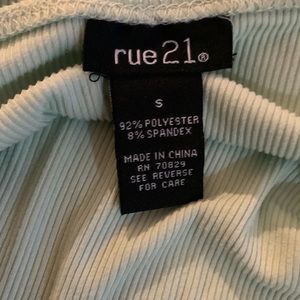 rue21®
S
92% POLYESTER
8% SPANDEX
MADE IN CHINA
RN 70829
SEE REVERSE
FOR CARE